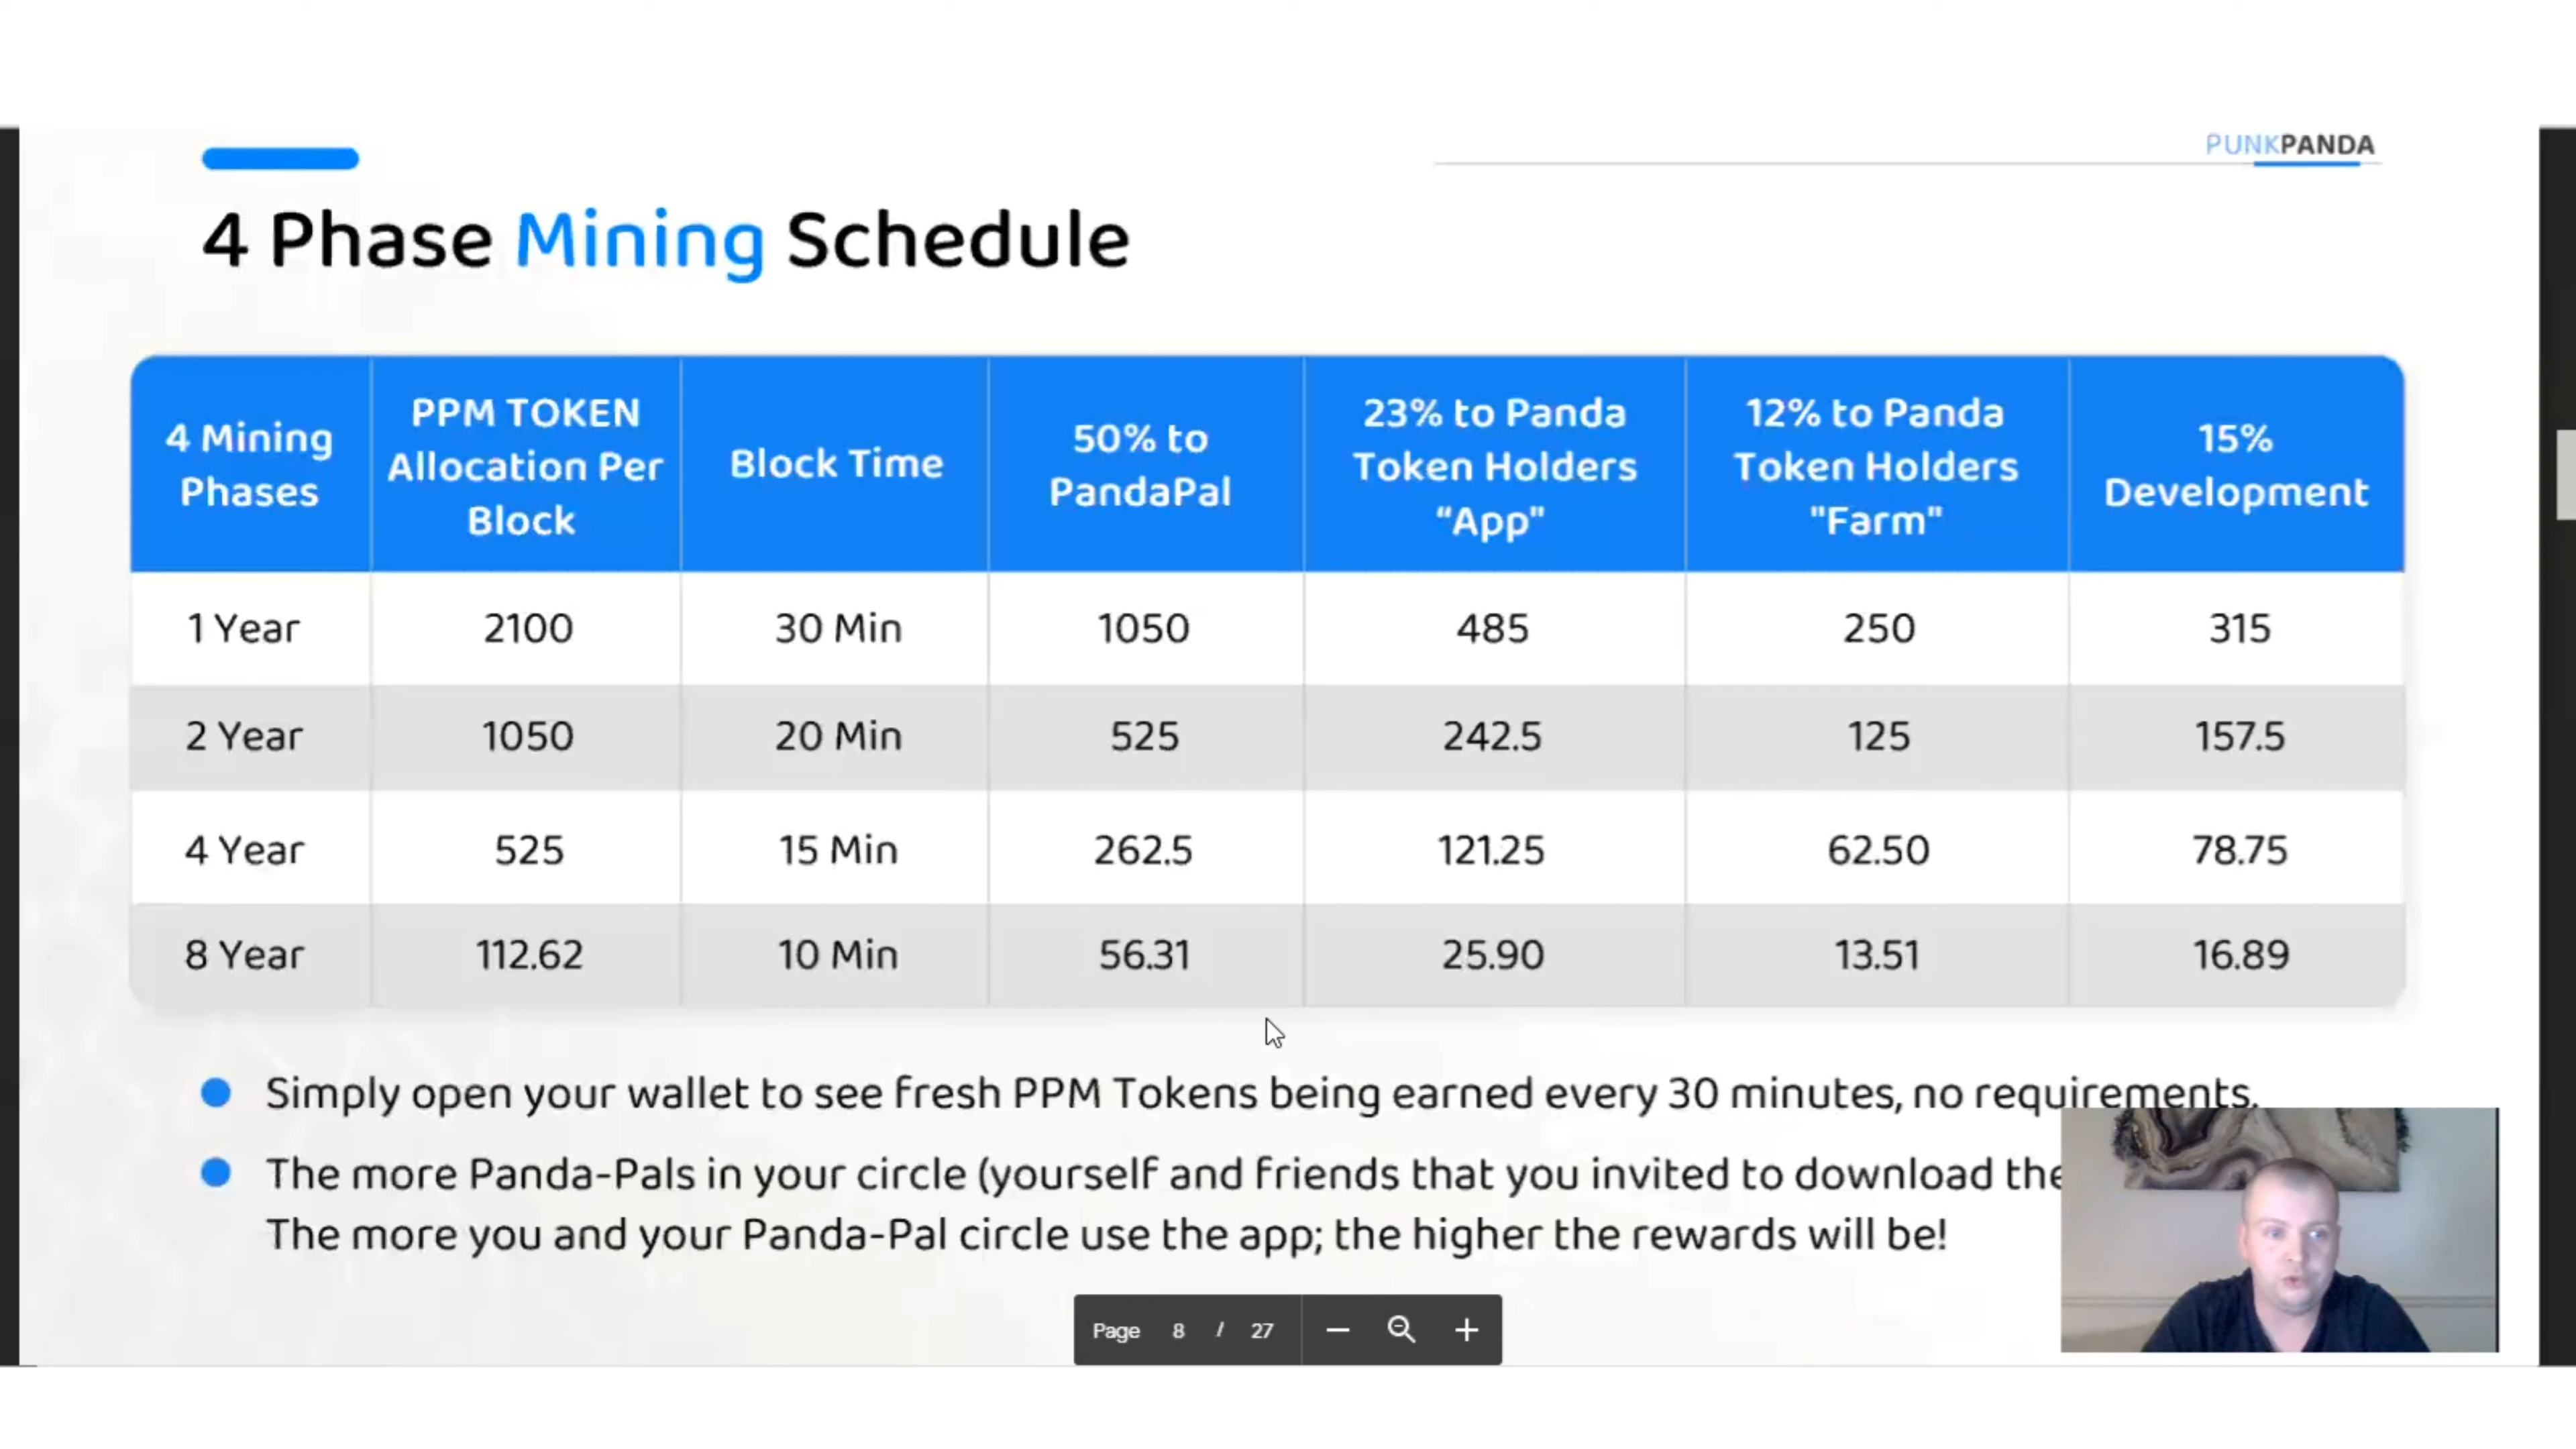 PUNKPANDA
4 Phase Mining Schedule
4 Mining Phases
PPM TOKEN Allocation Per Block
Block Time
50% to PandaPal
23% to Panda Token Holders “App"
12% to Panda Token Holders "Farm"
15% Development
1 Year 2100 30 Min 1050 485 250 315
2 Year 1050 20 Min 525 242.5 125 157.5
4 Year 525 15 Min 262.5 121.25 62.50 78.75
8 Year 112.62 10 Min 56.31 25.90 13.51 16.89
Simply open your wallet to see fresh PPM Tokens being earned every 30 minutes, no requirements.
The more Panda-Pals in your circle (yourself and friends that you invited to download the
The more you and your Panda-Pal circle use the app; the higher the rewards will be!
Page 8 / 27